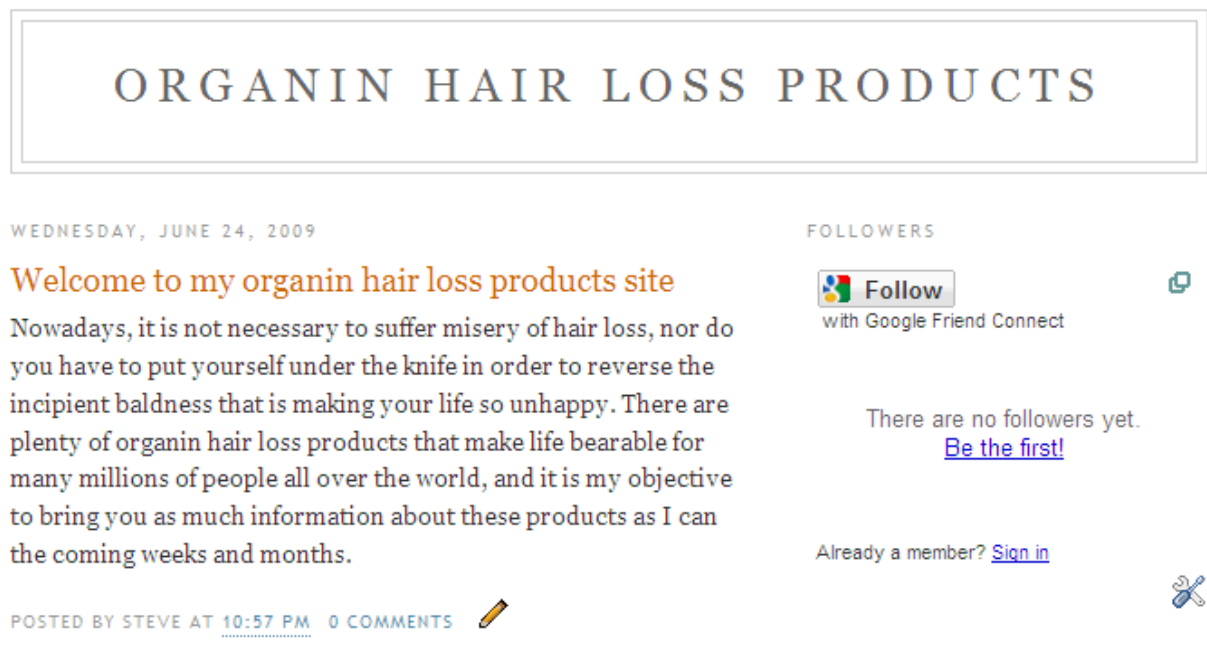 ORGANIN HAIR LOSS PRODUCTS
WEDNESDAY, JUNE 24, 2009
Welcome to my organin hair loss products site
Nowadays, it is not necessary to suffer misery of hair loss, nor do
you have to put yourself under the knife in order to reverse the
incipient baldness that is making your life so unhappy. There are
plenty of organin hair loss products that make life bearable for
many millions of people all over the world, and it is my objective
to bring you as much information about these products as I can
the coming weeks and months.
POSTED BY STEVE AT 10:57 PM 0 COMMENTS
FOLLOWERS
Follow
with Google Friend Connect
There are no followers yet.
Be the first!
Already a member? Sign in